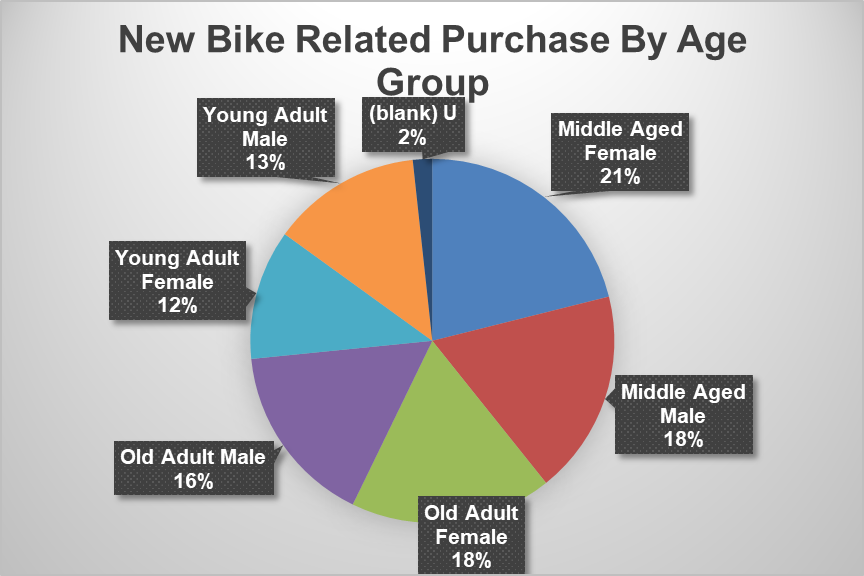 New Bike Related Purchase By Age
Group
Young Adult
Male
13%
(blank) U
2%
Middle Aged
Female
21%
Young Adult
Female
12%
Middle Aged
Male
18%
Old Adult Male
16%
Old Adult
Female
18%